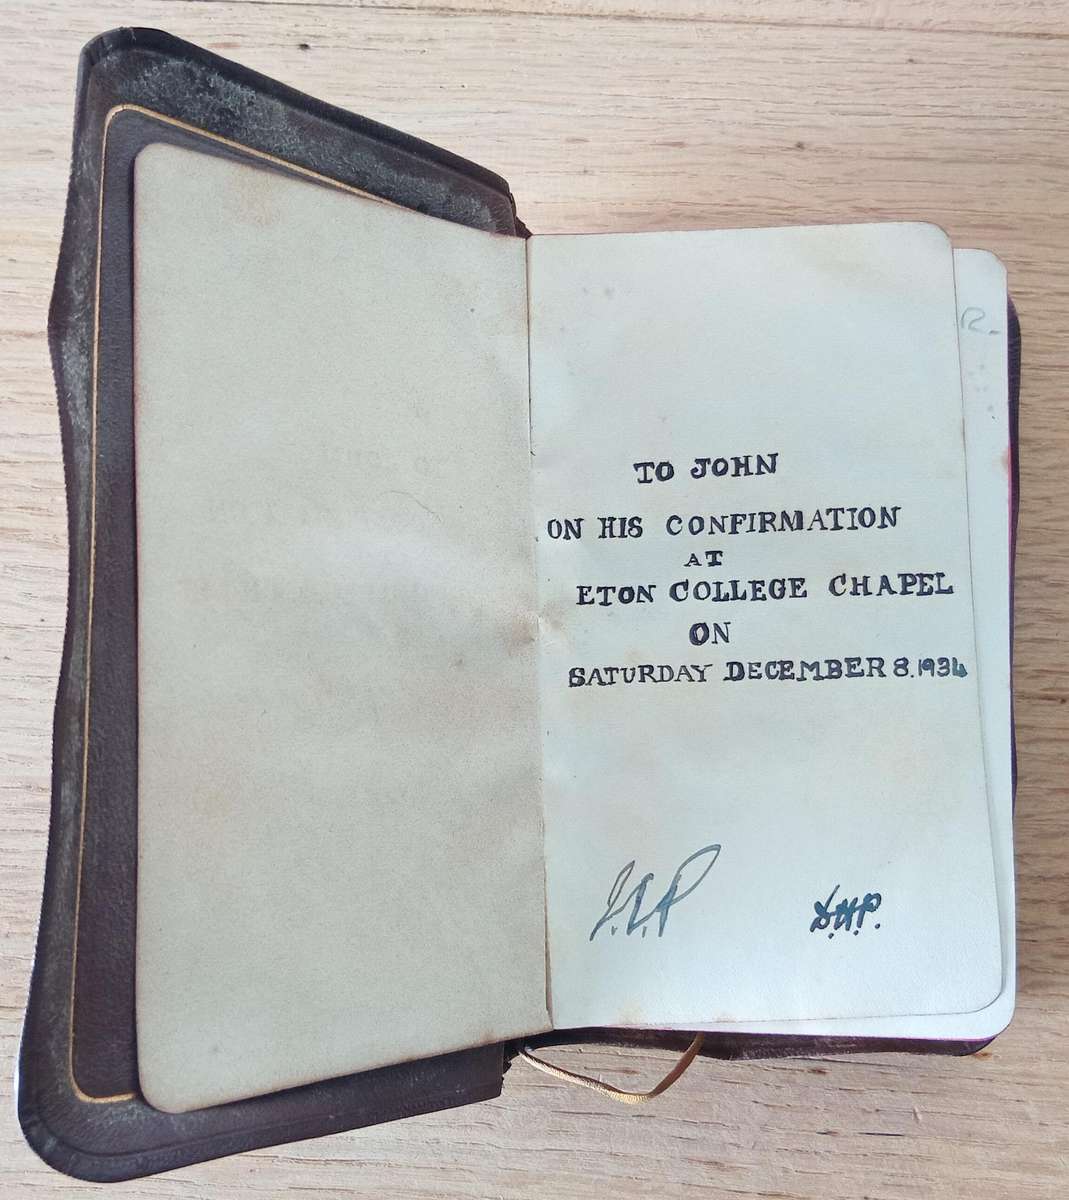 TO JOHN
ON HIS CONFIRMATION
AT
ETON COLLEGE CHAPEL
ON
SATURDAY DECEMBER 8.1934
D.H.P.